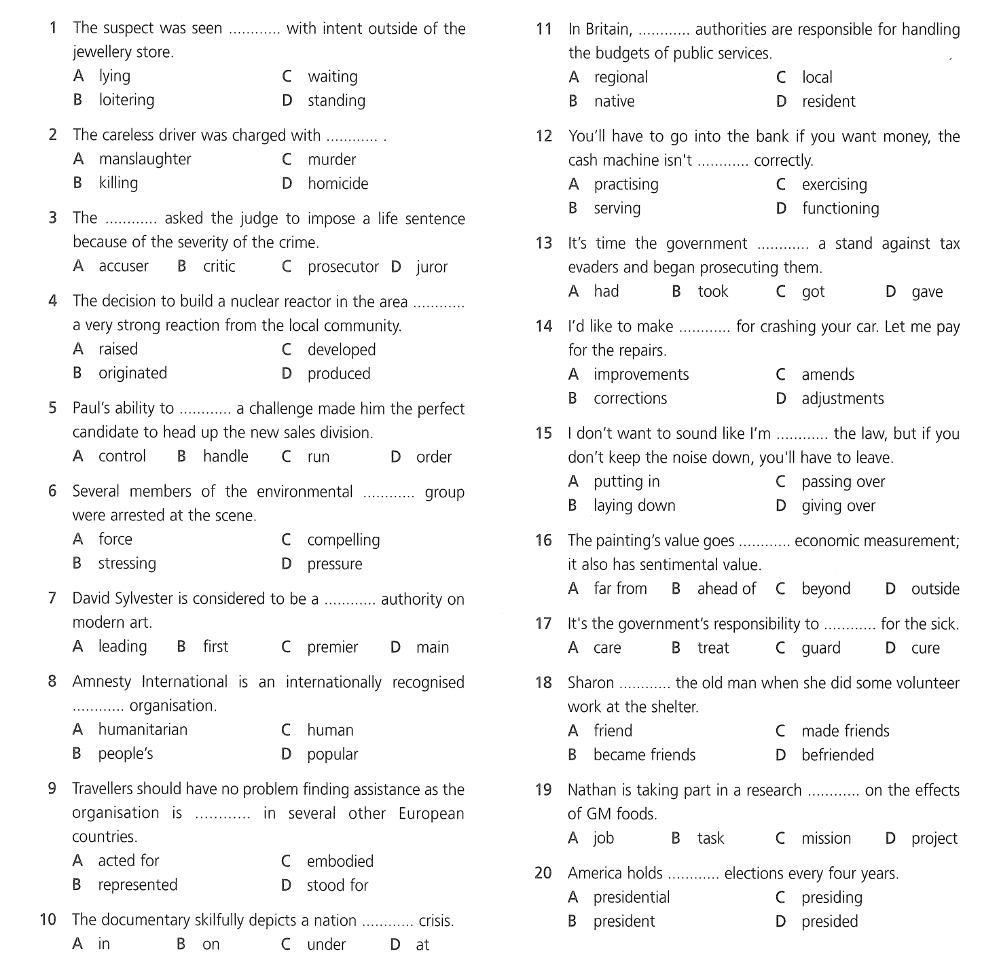 1 The suspect was seen ............ with intent outside of the
jewellery store.
A lying C waiting
B loitering D standing
2 The careless driver was charged with ............ .
A manslaughter C murder
B killing D homicide
3 The ............ asked the judge to impose a life sentence
because of the severity of the crime.
A accuser B critic C prosecutor D juror
4 The decision to build a nuclear reactor in the area ............
a very strong reaction from the local community.
A raised C developed
B originated D produced
5 Paul's ability to ............ a challenge made him the perfect
candidate to head up the new sales division.
A control B handle C run D order
6 Several members of the environmental ............ group
were arrested at the scene.
A force C compelling
B stressing D pressure
7 David Sylvester is considered to be a ............ authority on
modern art.
A leading B first C premier D main
8 Amnesty International is an internationally recognised
............ organisation.
A humanitarian C human
B people's D popular
9 Travellers should have no problem finding assistance as the
organisation is ............. in several other European
countries.
A acted for C embodied
B represented D stood for
10 The documentary skilfully depicts a nation ............ crisis.
A in B on C under D at
11 In Britain, ............ authorities are responsible for handling
the budgets of public services.
A regional C local
B native D resident
12 You'll have to go into the bank if you want money, the
cash machine isn't ............ correctly.
A practising C exercising
B serving D functioning
13 It's time the government ............ a stand against tax
evaders and began prosecuting them.
A had B took C got D gave
14 I'd like to make ............ for crashing your car. Let me pay
for the repairs.
A improvements C amends
B corrections D adjustments
15 I don't want to sound like I'm ............ the law, but if you
don't keep the noise down, you'll have to leave.
A putting in C passing over
B laying down D giving over
16 The painting's value goes ............ economic measurement;
it also has sentimental value.
A far from B ahead of C beyond D outside
17 It's the government's responsibility to ............ for the sick.
A care B treat C guard D cure
18 Sharon ............ the old man when she did some volunteer
work at the shelter.
A friend C made friends
B became friends D befriended
19 Nathan is taking part in a research ............ on the effects
of GM foods.
A job B task C mission D project
20 America holds ............ elections every four years.
A presidential C presiding
B president D presided